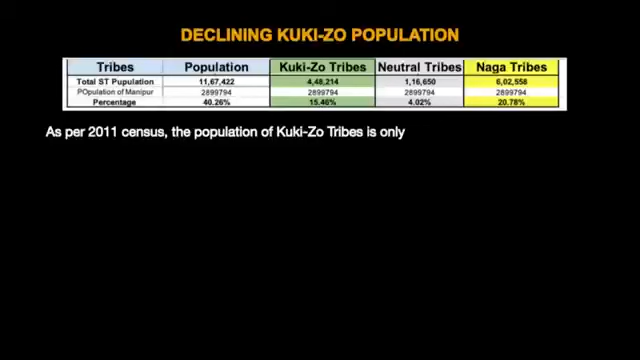 DECLINING KUKI-ZO POPULATION
Tribes Population Kuki-Zo Tribes Neutral Tribes Naga Tribes
Total ST Pupulation 11,67,422 4,48,214 1,16,650 6,02,558
POpulation of Manipur 2899794 2899794 2899794 2899794
Percentage 40.26% 15.46% 4.02% 20.78%
As per 2011 census, the population of Kuki-Zo Tribes is only